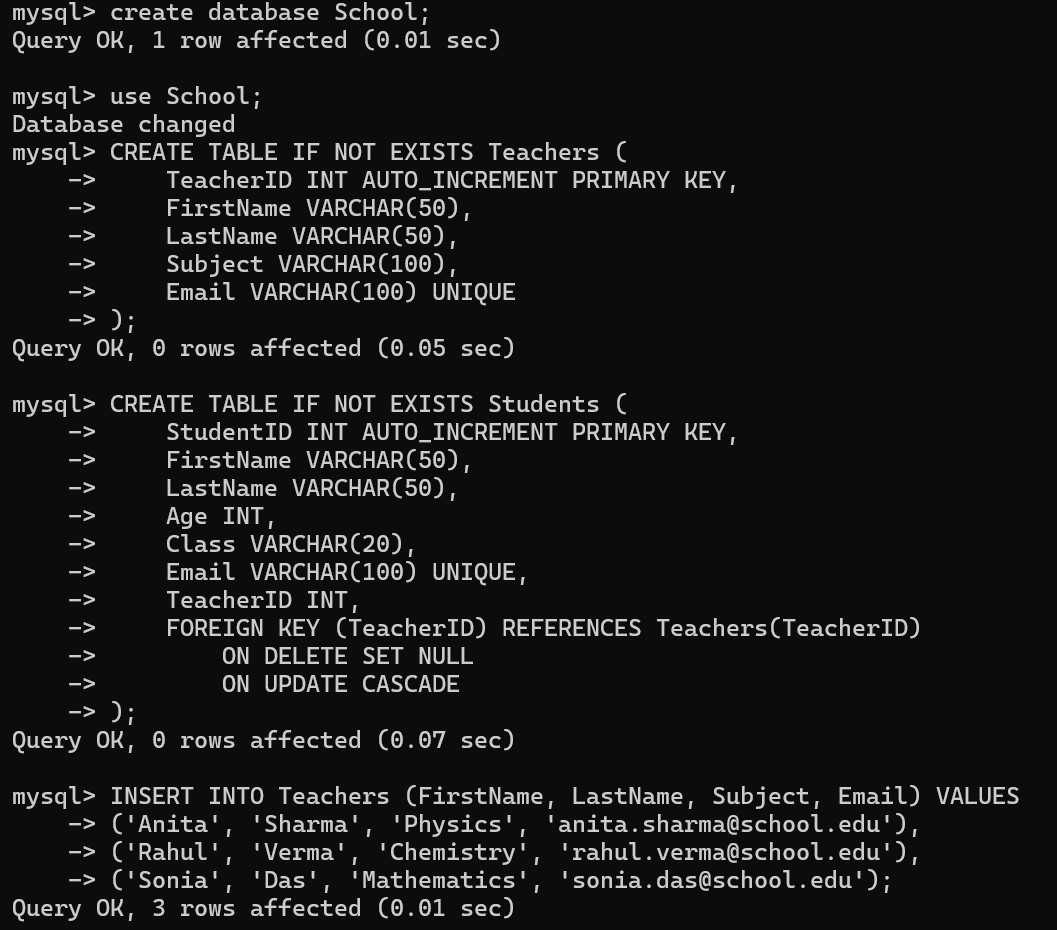 mysql> create database School;
Query OK, 1 row affected (0.01 sec)

mysql> use School;
Database changed
mysql> CREATE TABLE IF NOT EXISTS Teachers (
    ->     TeacherID INT AUTO_INCREMENT PRIMARY KEY,
    ->     FirstName VARCHAR(50),
    ->     LastName VARCHAR(50),
    ->     Subject VARCHAR(100),
    ->     Email VARCHAR(100) UNIQUE
    -> );
Query OK, 0 rows affected (0.05 sec)

mysql> CREATE TABLE IF NOT EXISTS Students (
    ->     StudentID INT AUTO_INCREMENT PRIMARY KEY,
    ->     FirstName VARCHAR(50),
    ->     LastName VARCHAR(50),
    ->     Age INT,
    ->     Class VARCHAR(20),
    ->     Email VARCHAR(100) UNIQUE,
    ->     TeacherID INT,
    ->     FOREIGN KEY (TeacherID) REFERENCES Teachers(TeacherID)
    ->         ON DELETE SET NULL
    ->         ON UPDATE CASCADE
    -> );
Query OK, 0 rows affected (0.07 sec)

mysql> INSERT INTO Teachers (FirstName, LastName, Subject, Email) VALUES
    -> ('Anita', 'Sharma', 'Physics', 'anita.sharma@school.edu'),
    -> ('Rahul', 'Verma', 'Chemistry', 'rahul.verma@school.edu'),
    -> ('Sonia', 'Das', 'Mathematics', 'sonia.das@school.edu');
Query OK, 3 rows affected (0.01 sec)